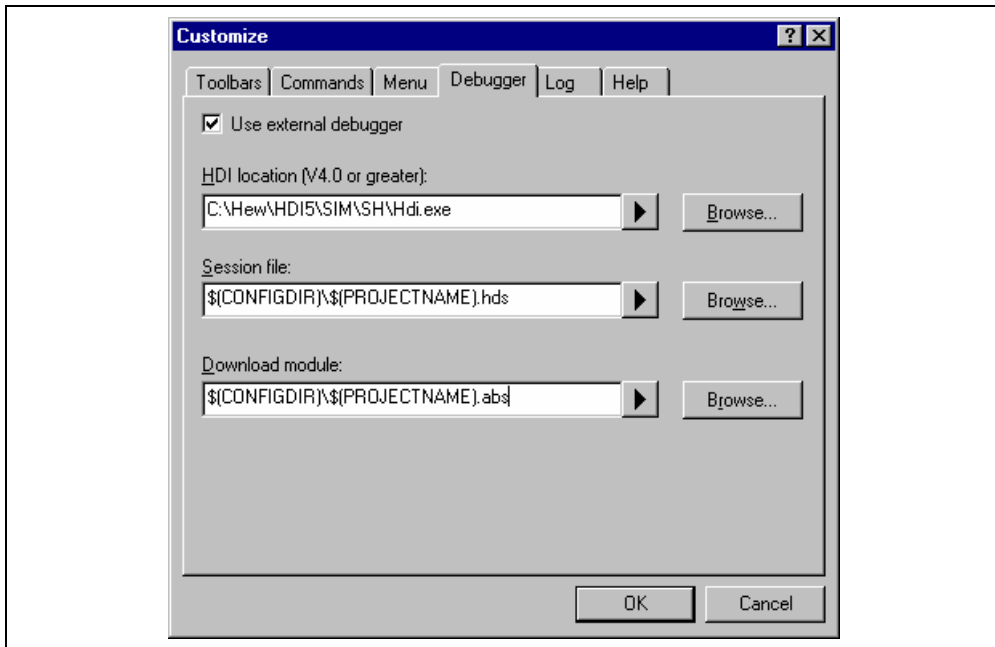 Customize
Toolbars Commands Menu Debugger Log Help
Use external debugger
HDI location (V4.0 or greater):
C:\Hew\HDI5\SIM\SH\Hdi.exe Browse...
Session file:
$(CONFIGDIR)\$(PROJECTNAME).hds Browse...
Download module:
$(CONFIGDIR)\$(PROJECTNAME).abs Browse...
OK Cancel